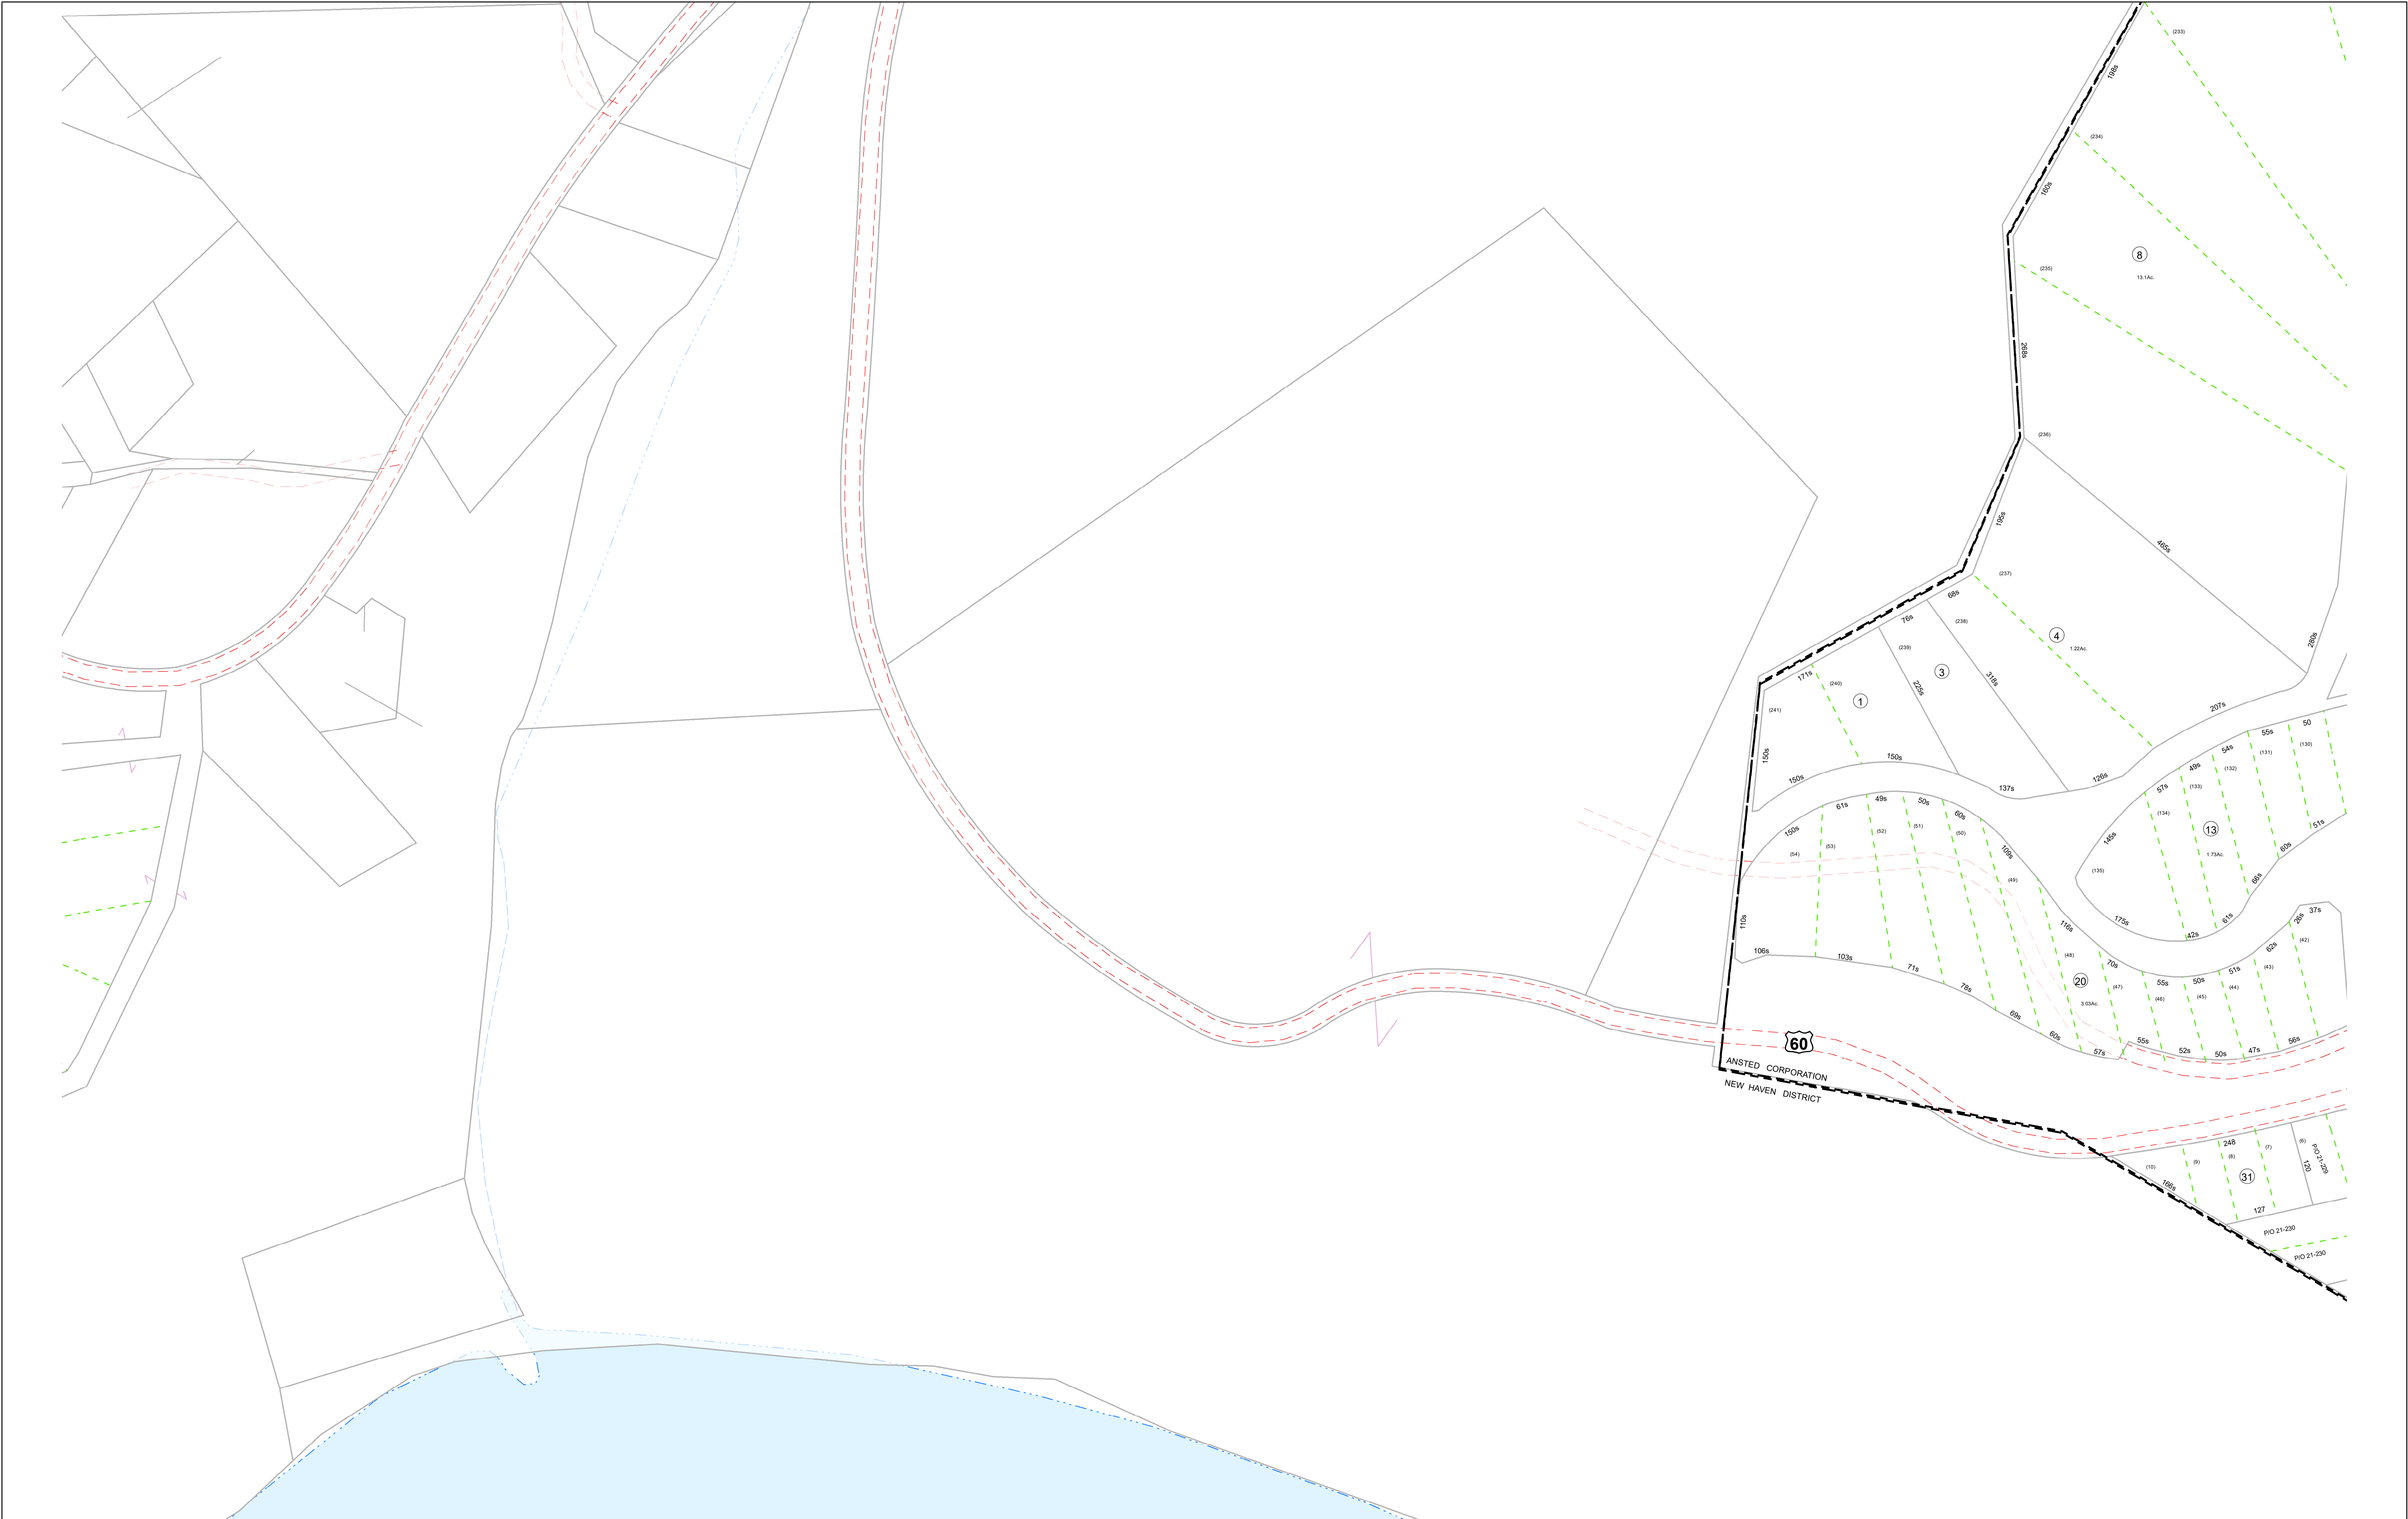 (233)
198s
(234)
160s
8
13.1Ac.
(235)
268s
(236)
195s
465s
(237)
68s
76s
(238)
4
1.22Ac.
280s
(239)
3
225s
318s
171s
(240)
1
(241)
150s
150s
150s
137s
126s
207s
50
55s
54s
(130)
(131)
(132)
49s
(133)
57s
(134)
13
1.73Ac.
145s
(135)
175s
42s
61s
66s
60s
51s
150s
61s
49s
50s
60s
(54)
(53)
(52)
(51)
(50)
109s
(49)
110s
106s
103s
71s
78s
69s
60s
57s
116s
(48)
70s
20
3.03Ac.
(47)
55s
(46)
50s
(45)
51s
(44)
62s
(43)
26s
37s
(42)
55s
52s
50s
47s
56s
60
ANSTED CORPORATION
NEW HAVEN DISTRICT
248
(10)
(9)
(8)
(7)
(6)
31
120
P/O 21-229
166s
127
P/O 21-230
P/O 21-230